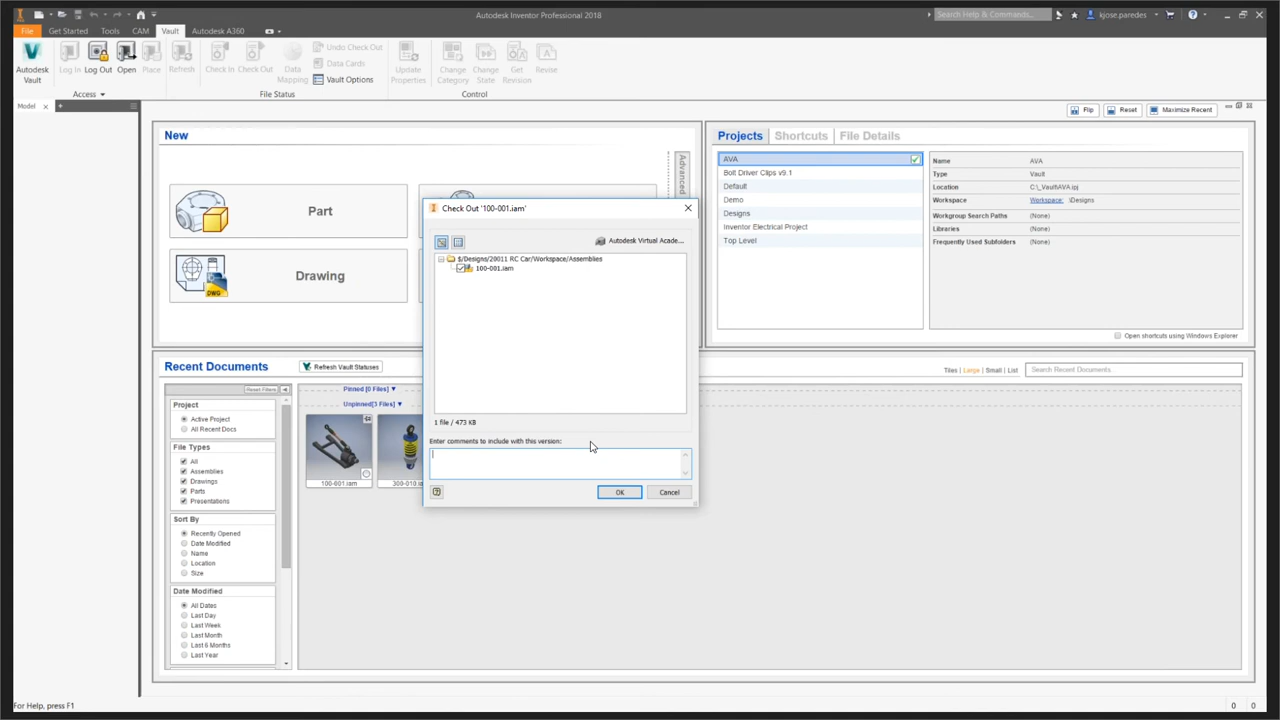 Autodesk Inventor Professional 2018
Search Help & Commands...
kjose.paredes
File Get Started Tools CAM Vault Autodesk A360
Autodesk Vault
Log In
Log Out
Open
Place
Refresh
Check In
Check Out
Data Mapping
Undo Check Out
Data Cards
Vault Options
Update Properties
Change Category
Change State
Get Revision
Revise
Access
File Status
Control
Model
Flip
Reset
Maximize Recent
New
Advanced
Part
Drawing
DWG
Projects Shortcuts File Details
AVA
Bolt Driver Clips v9.1
Default
Demo
Designs
Inventor Electrical Project
Top Level
Name AVA
Type Vault
Location C:\_Vault\AVA.ipj
Workspace Workspace: \Designs
Workgroup Search Paths (None)
Libraries (None)
Frequently Used Subfolders (None)
Open shortcuts using Windows Explorer
Check Out '100-001.iam'
Autodesk Virtual Acade...
$/Designs/20011 RC Car/Workspace/Assemblies
100-001.iam
1 file / 473 KB
Enter comments to include with this version:
OK
Cancel
Recent Documents
Refresh Vault Statuses
Tiles | Large | Small | List
Search Recent Documents.
Reset Filters
Project
Active Project
All Recent Docs
File Types
All
Assemblies
Drawings
Parts
Presentations
Sort By
Recently Opened
Date Modified
Name
Location
Size
Date Modified
All Dates
Last Day
Last Week
Last Month
Last 6 Months
Last Year
Pinned [0 Files]
Unpinned[3 Files]
100-001.iam
309-010.ia
For Help, press F1
0 0